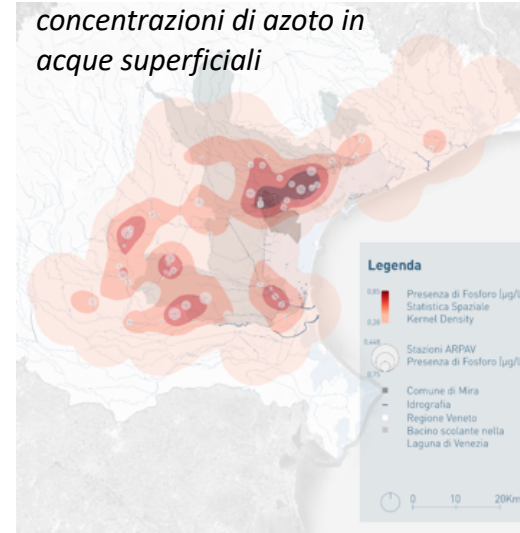 concentrazioni di azoto in
acque superficiali
Legenda
0,85
0,26
Presenza di Fosforo [µg/l
Statistica Spaziale
Kernel Density
0,448
0,75
Stazioni ARPAV
Presenza di Fosforo [µg/l
Comune di Mira
Idrografia
Regione Veneto
Bacino scolante nella
Laguna di Venezia
0 10 20Km